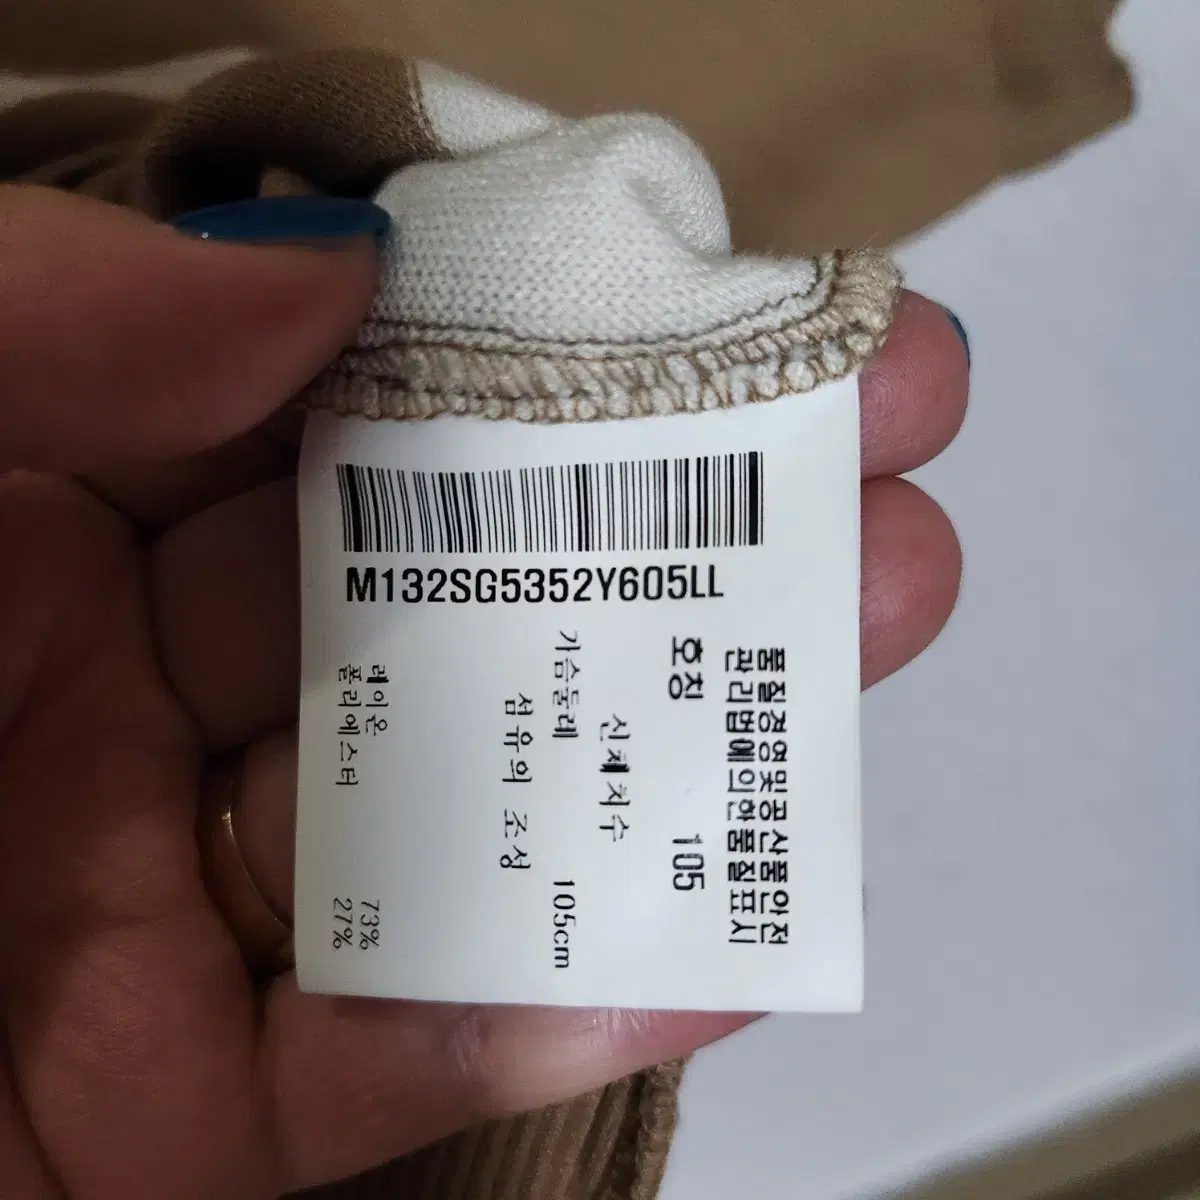 M132SG5352Y605LL
품질경영및공산품안전
관리법에의한품질표시
호칭 105
신체치수
가슴둘레 105cm
섬유의 조성
레이온 73%
폴리에스터 27%